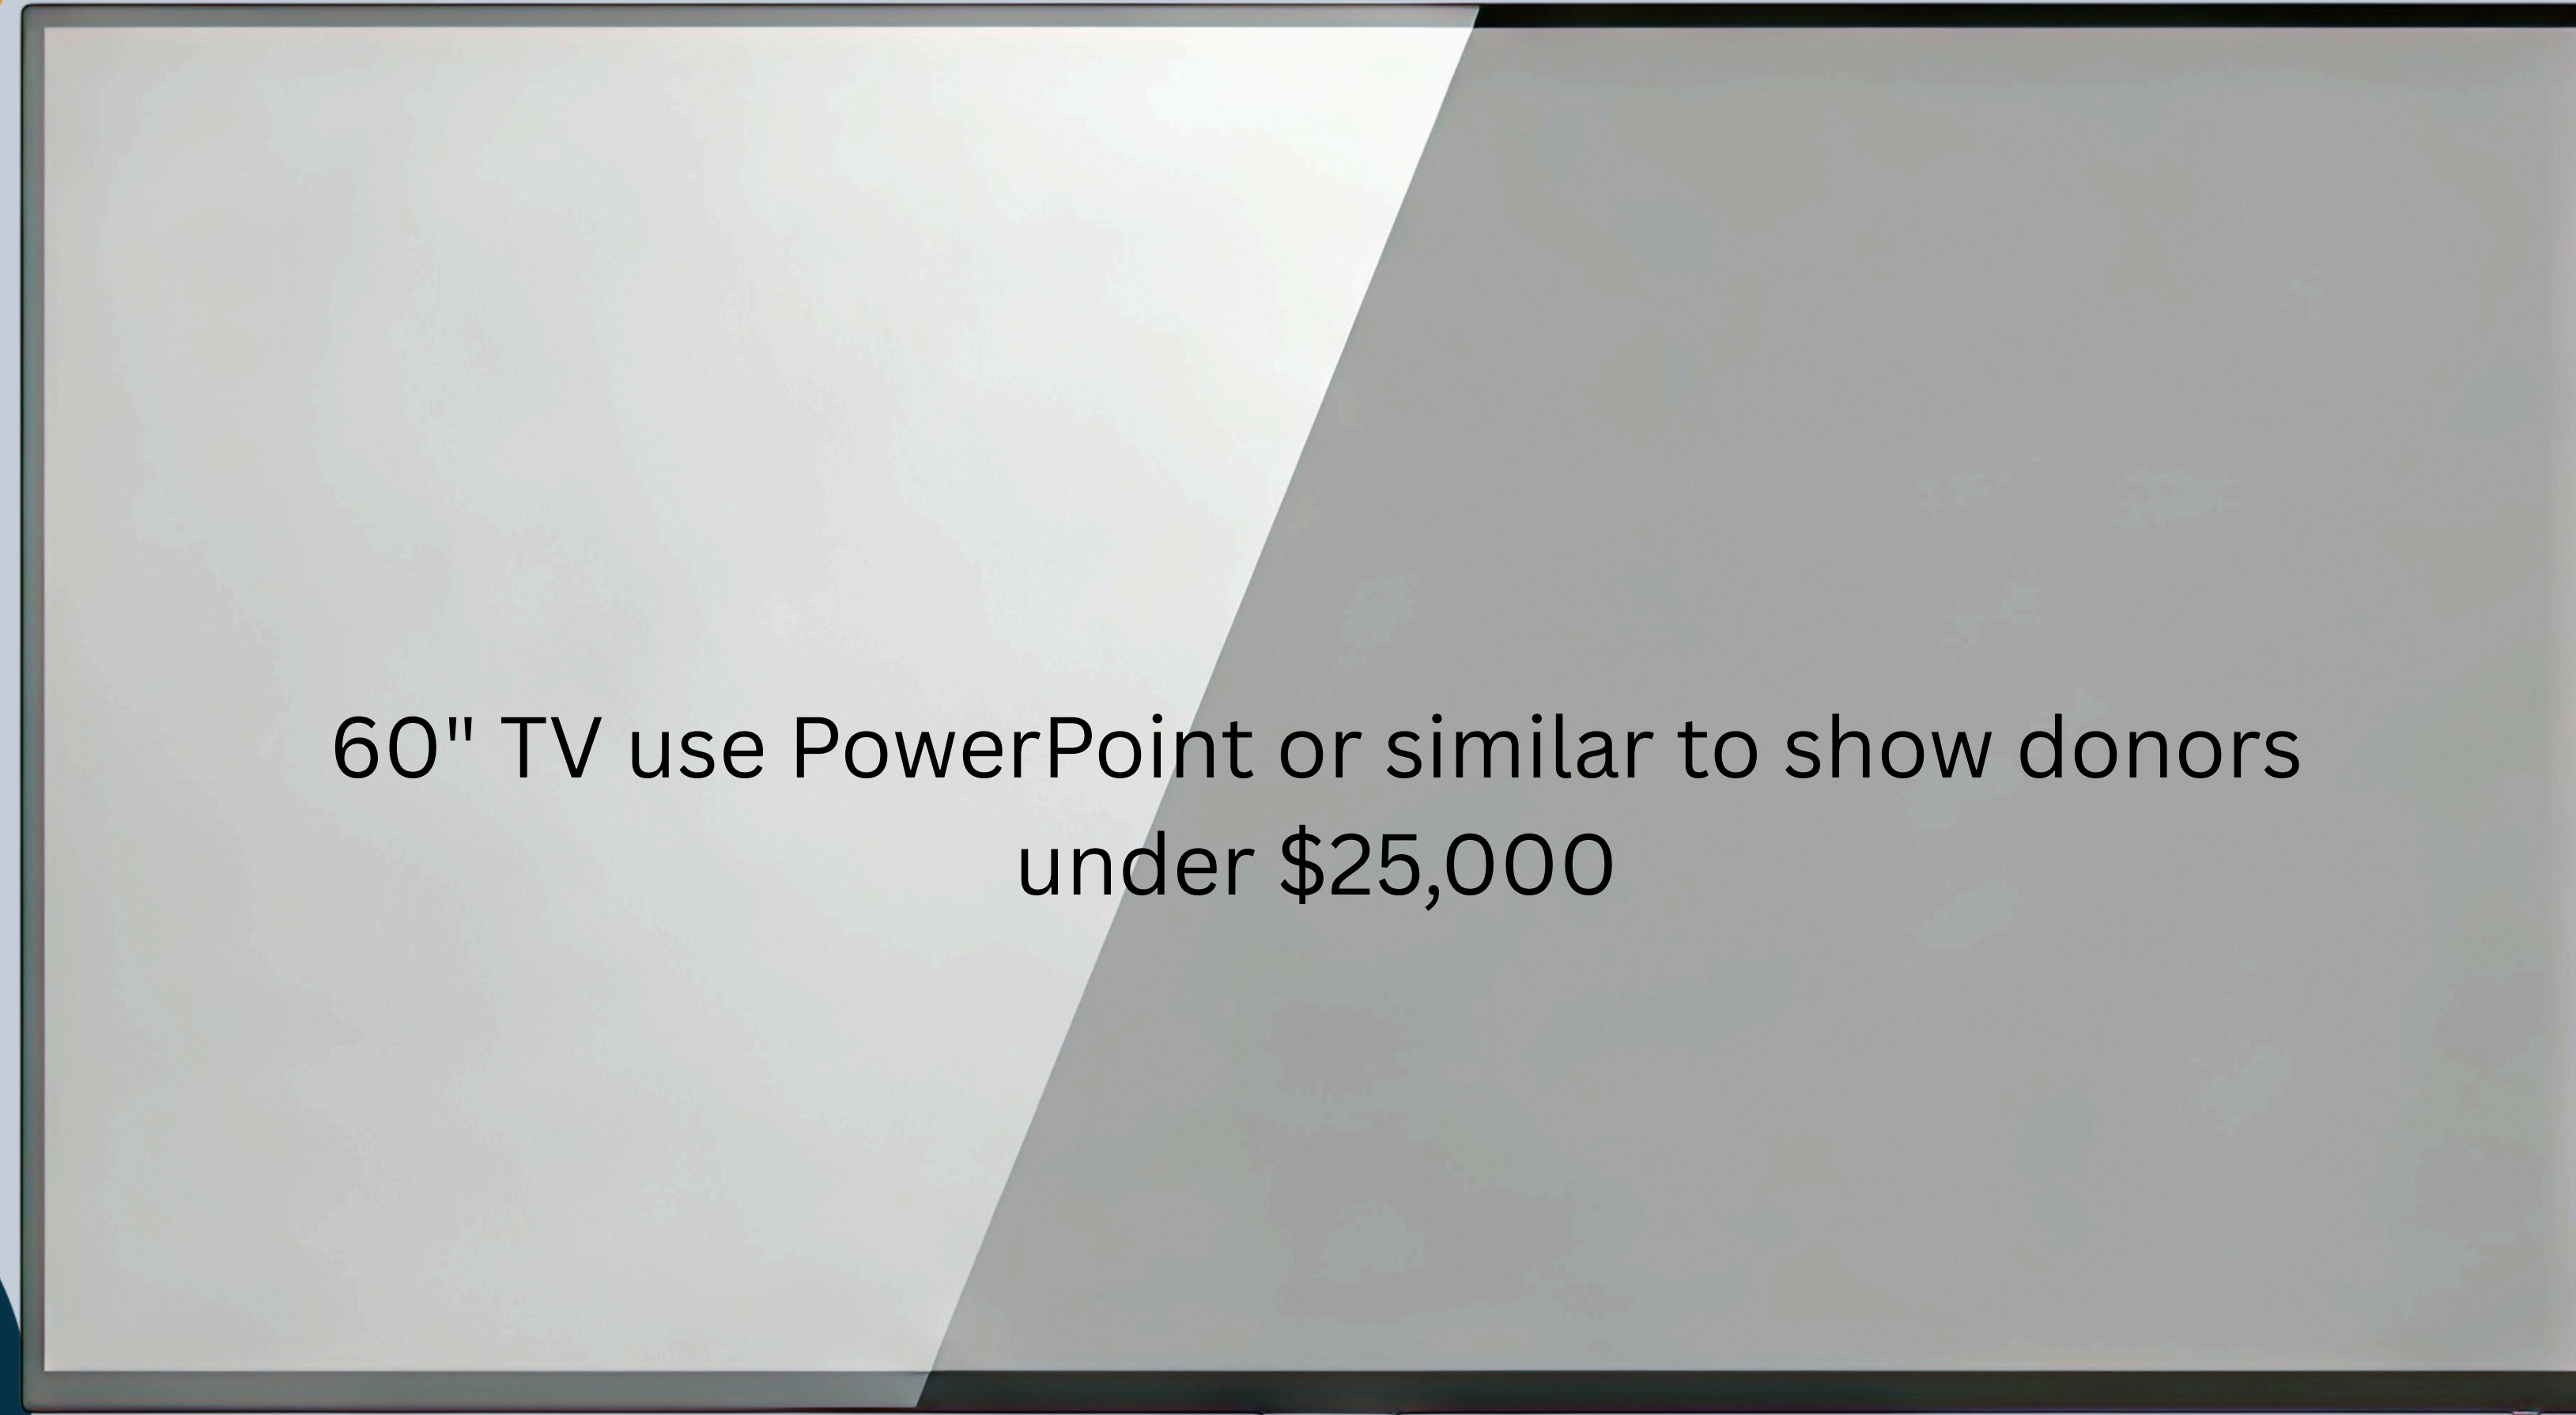 60" TV use PowerPoint or similar to show donors
under $25,000